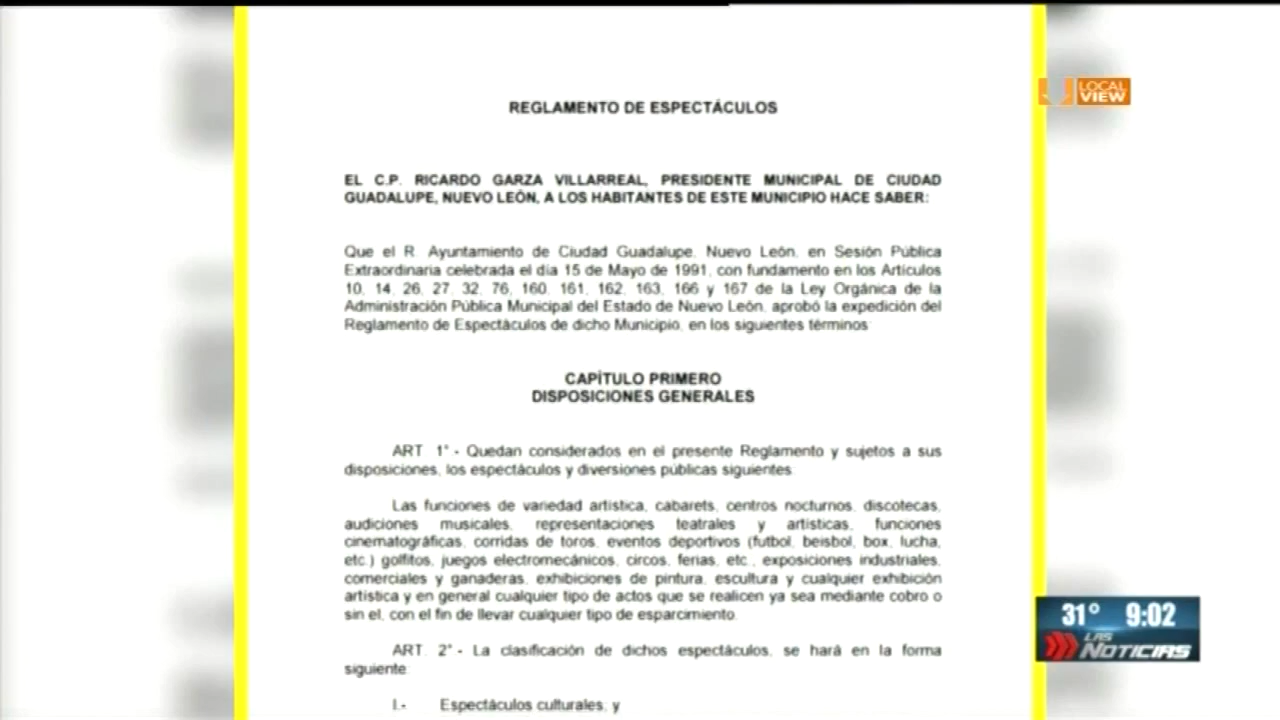 LOCAL
VIEW
REGLAMENTO DE ESPECTÁCULOS
EL C.P. RICARDO GARZA VILLARREAL, PRESIDENTE MUNICIPAL DE CIUDAD
GUADALUPE, NUEVO LEÓN, A LOS HABITANTES DE ESTE MUNICIPIO HACE SABER:
Que el R. Ayuntamiento de Ciudad Guadalupe, Nuevo León, en Sesión Pública
Extraordinaria celebrada el día 15 de Mayo de 1991, con fundamento en los Artículos
10, 14, 26, 27, 32, 76, 160, 161, 162, 163, 166 y 167 de la Ley Orgánica de la
Administración Pública Municipal del Estado de Nuevo León, aprobó la expedición del
Reglamento de Espectáculos de dicho Municipio, en los siguientes términos:
CAPÍTULO PRIMERO
DISPOSICIONES GENERALES
ART. 1°.- Quedan considerados en el presente Reglamento y sujetos a sus
disposiciones, los espectáculos y diversiones públicas siguientes:
Las funciones de variedad artística, cabarets, centros nocturnos, discotecas,
audiciones musicales, representaciones teatrales y artísticas, funciones
cinematográficas, corridas de toros, eventos deportivos (futbol, beisbol, box, lucha,
etc.) golfitos, juegos electromecánicos, circos, ferias, etc., exposiciones industriales,
comerciales y ganaderas, exhibiciones de pintura, escultura y cualquier exhibición
artística y en general cualquier tipo de actos que se realicen ya sea mediante cobro o
sin el, con el fin de llevar cualquier tipo de esparcimiento.
ART. 2°.- La clasificación de dichos espectáculos, se hará en la forma
siguiente:
I.- Espectáculos culturales, y
31° 9:02
LAS
NOTICIAS